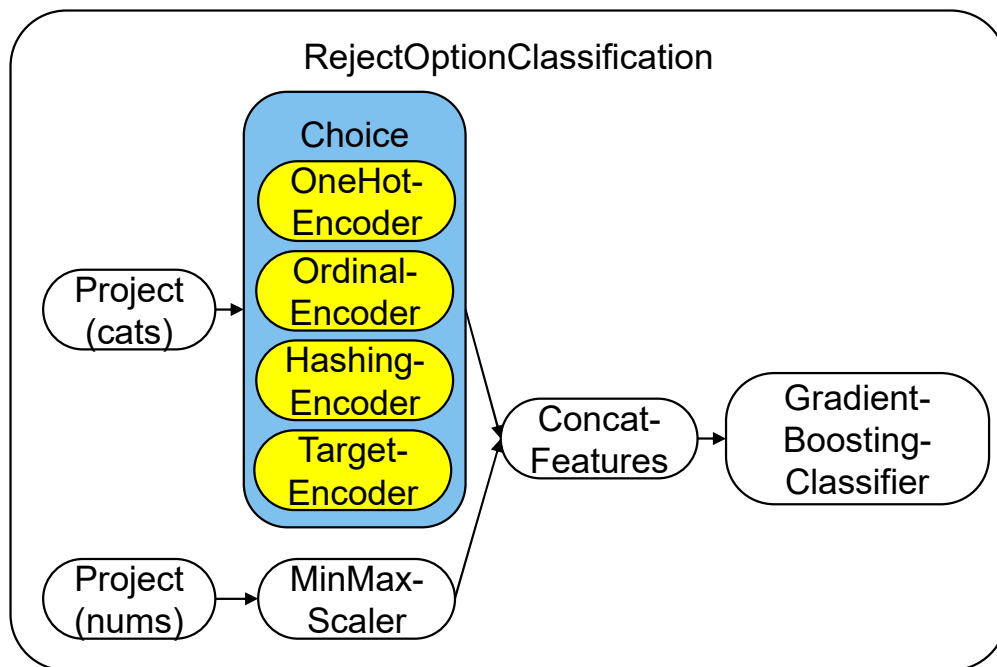 RejectOptionClassification
Choice
OneHot-
Encoder
Ordinal-
Encoder
Hashing-
Encoder
Target-
Encoder
Project
(cats)
Project
(nums)
MinMax-
Scaler
Concat-
Features
Gradient-
Boosting-
Classifier